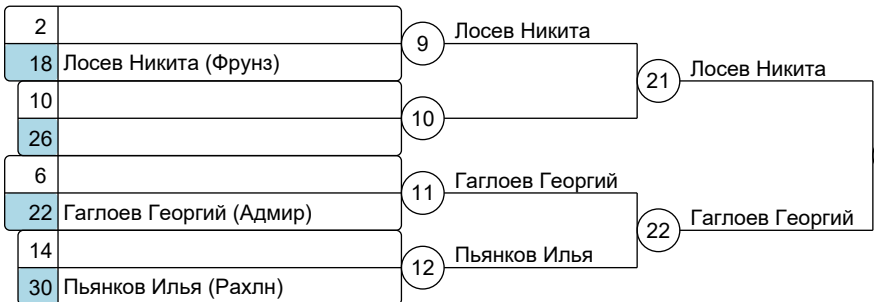 2
18 Лосев Никита (Фрунз)
9 Лосев Никита
10
26
10
21 Лосев Никита
6
22 Гаглоев Георгий (Адмир)
11 Гаглоев Георгий
14
30 Пьянков Илья (Рахлн)
12 Пьянков Илья
22 Гаглоев Георгий